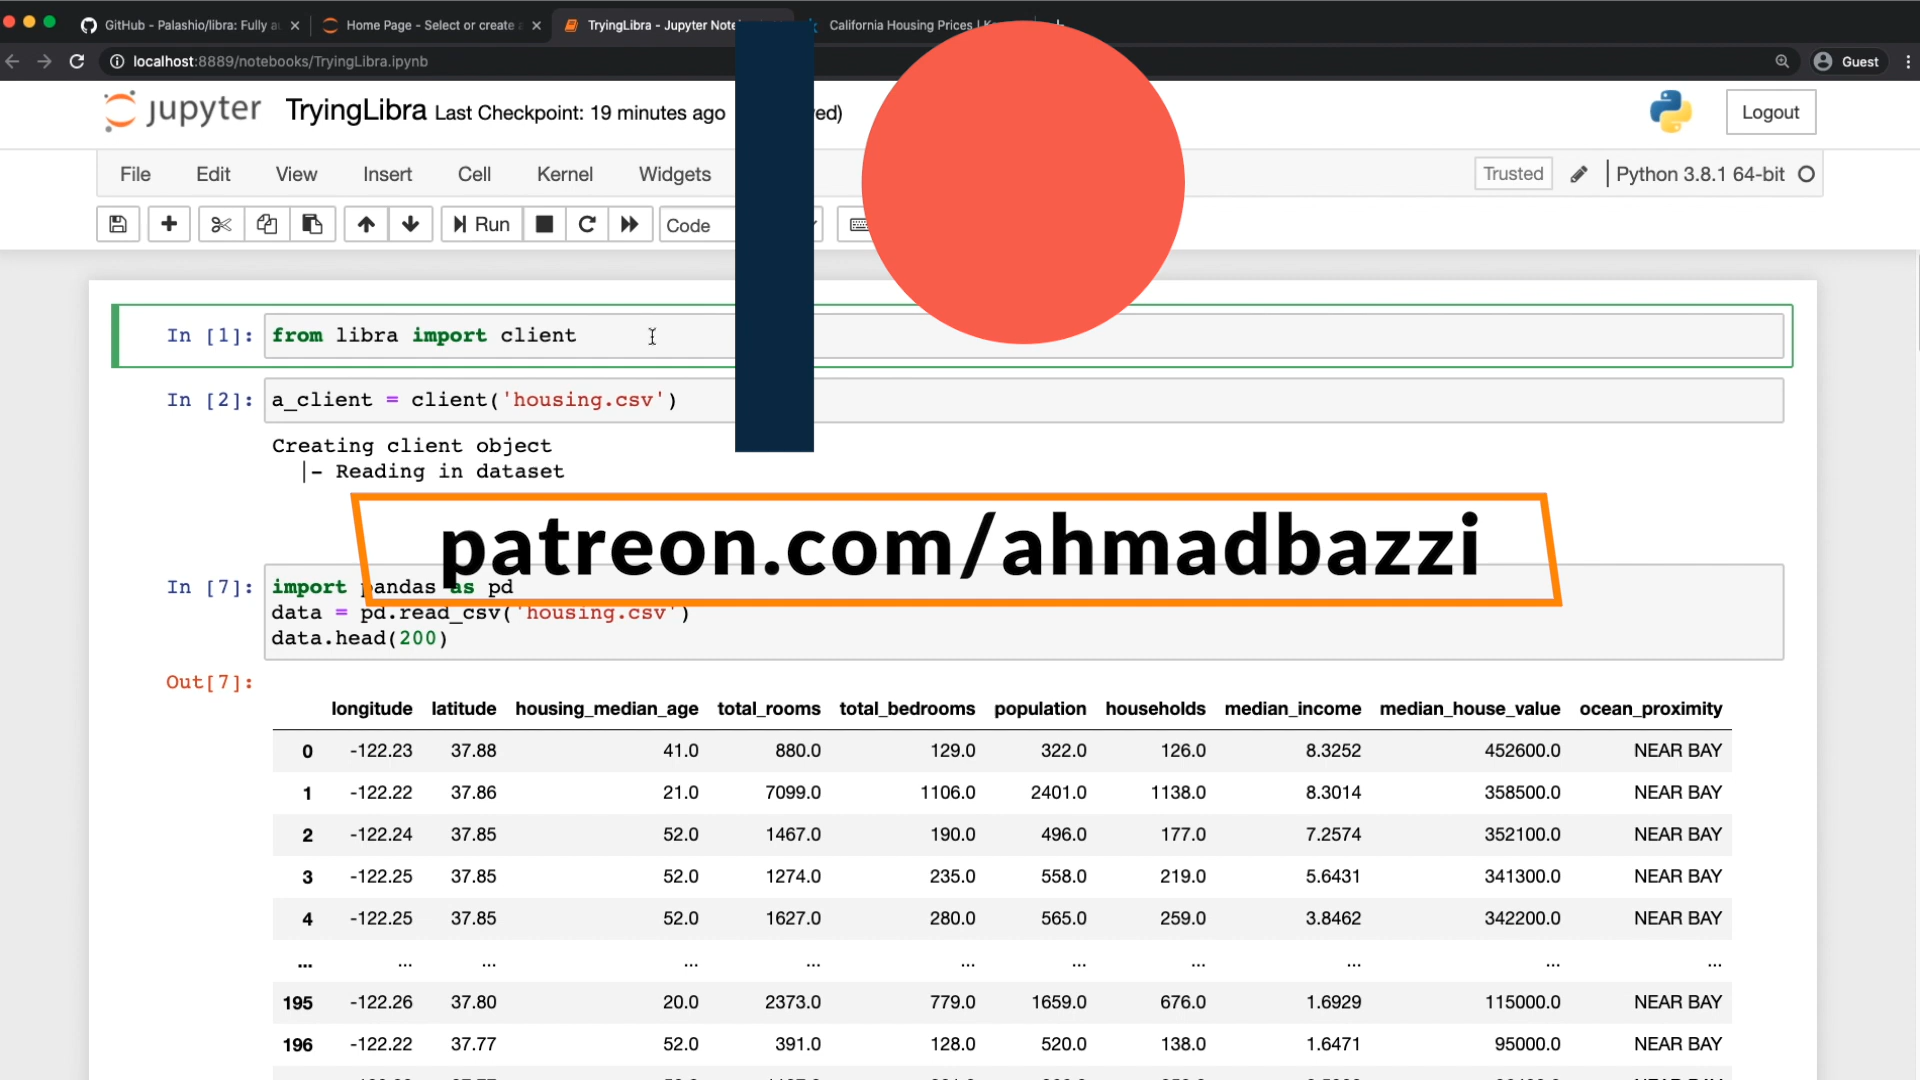 GitHub - Palashio/libra: Fully a
Home Page - Select or create a
TryingLibra - Jupyter Note
California Housing Prices | K
localhost:8889/notebooks/TryingLibra.ipynb
Guest
jupyter TryingLibra Last Checkpoint: 19 minutes ago
Logout
File Edit View Insert Cell Kernel Widgets
Trusted
Python 3.8.1 64-bit
Run
Code
In [1]: from libra import client
In [2]: a_client = client('housing.csv')
Creating client object
|- Reading in dataset
patreon.com/ahmadbazzi
In [7]: import pandas as pd
data = pd.read_csv('housing.csv')
data.head(200)
Out[7]:
longitude latitude housing_median_age total_rooms total_bedrooms population households median_income median_house_value ocean_proximity
0 -122.23 37.88 41.0 880.0 129.0 322.0 126.0 8.3252 452600.0 NEAR BAY
1 -122.22 37.86 21.0 7099.0 1106.0 2401.0 1138.0 8.3014 358500.0 NEAR BAY
2 -122.24 37.85 52.0 1467.0 190.0 496.0 177.0 7.2574 352100.0 NEAR BAY
3 -122.25 37.85 52.0 1274.0 235.0 558.0 219.0 5.6431 341300.0 NEAR BAY
4 -122.25 37.85 52.0 1627.0 280.0 565.0 259.0 3.8462 342200.0 NEAR BAY
... ... ... ... ... ... ... ... ... ... ...
195 -122.26 37.80 20.0 2373.0 779.0 1659.0 676.0 1.6929 115000.0 NEAR BAY
196 -122.22 37.77 52.0 391.0 128.0 520.0 138.0 1.6471 95000.0 NEAR BAY